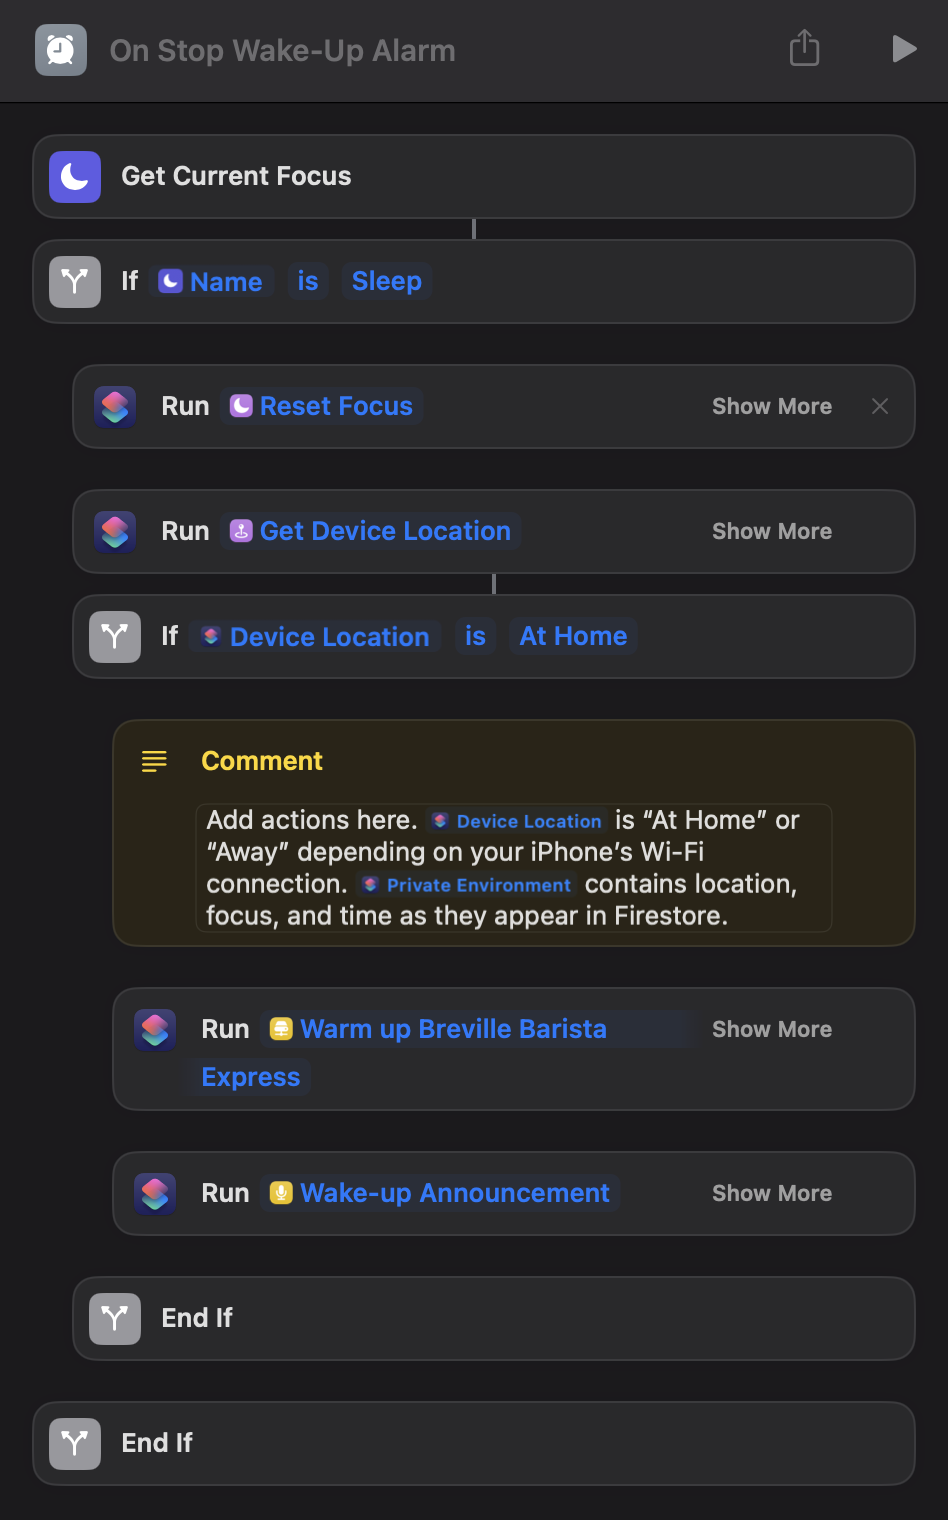 On Stop Wake-Up Alarm
Get Current Focus
If Name is Sleep
Run Reset Focus Show More
Run Get Device Location Show More
If Device Location is At Home
Comment
Add actions here. Device Location is “At Home” or
“Away” depending on your iPhone’s Wi-Fi
connection. Private Environment contains location,
focus, and time as they appear in Firestore.
Run Warm up Breville Barista Show More
Express
Run Wake-up Announcement Show More
End If
End If